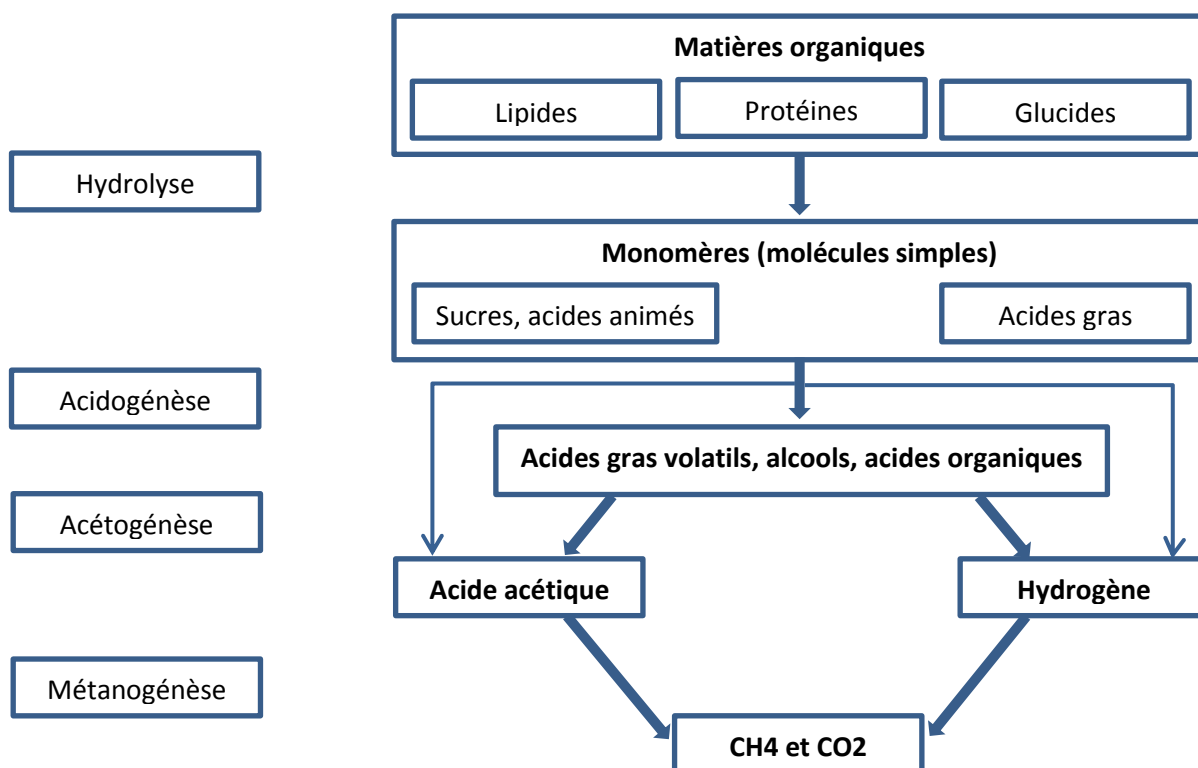 Matières organiques
Lipides
Protéines
Glucides
Hydrolyse
Monomères (molécules simples)
Sucres, acides animés
Acides gras
Acidogénèse
Acides gras volatils, alcools, acides organiques
Acétogénèse
Acide acétique
Hydrogène
Métanogénèse
CH4 et CO2